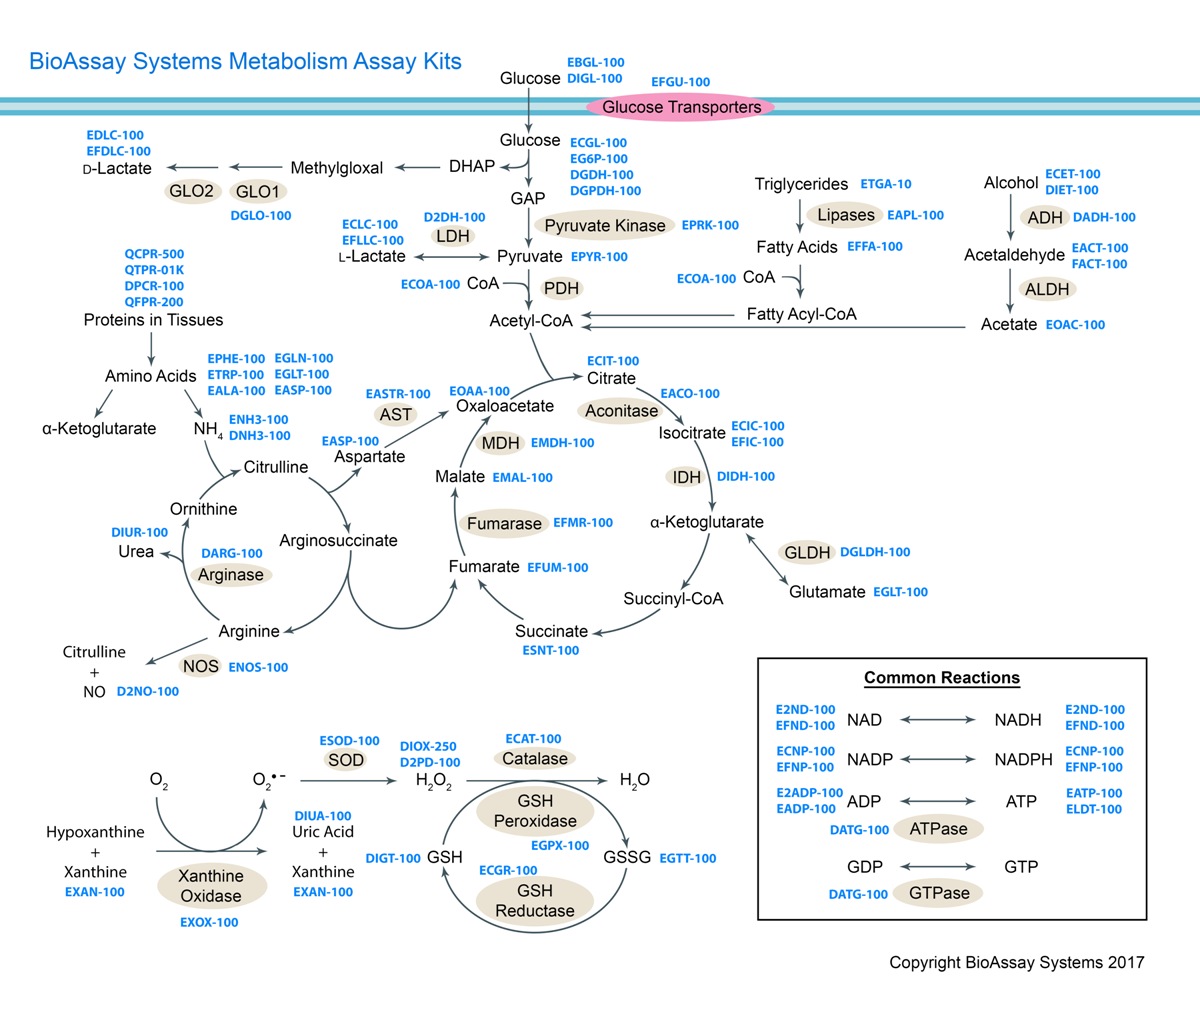 BioAssay Systems Metabolism Assay Kits
Glucose
EBGL-100
DIGL-100
EFGU-100
Glucose Transporters
Glucose
ECGL-100
EG6P-100
DGDH-100
DGPDH-100
EDLC-100
EFDLC-100
D-Lactate
GLO2
GLO1
DGLO-100
Methylgloxal
DHAP
GAP
Pyruvate Kinase
EPRK-100
ECLC-100
EFLLC-100
L-Lactate
D2DH-100
LDH
Pyruvate
EPYR-100
ECOA-100
CoA
PDH
Acetyl-CoA
Triglycerides
ETGA-10
Lipases
EAPL-100
Fatty Acids
EFFA-100
ECOA-100
CoA
Fatty Acyl-CoA
Alcohol
ECET-100
DIET-100
ADH
DADH-100
Acetaldehyde
EACT-100
FACT-100
ALDH
Acetate
EOAC-100
QCPR-500
QTPR-01K
DPCR-100
QFPR-200
Proteins in Tissues
Amino Acids
EPHE-100 EGLN-100
ETRP-100 EGLT-100
EALA-100 EASP-100
α-Ketoglutarate
NH4
ENH3-100
DNH3-100
Citrulline
Ornithine
DIUR-100
Urea
DARG-100
Arginase
Arginosuccinate
Arginine
Citrulline
+
NO
D2NO-100
NOS
ENOS-100
EASP-100
Aspartate
EASTR-100
AST
EOAA-100
Oxaloacetate
ECIT-100
Citrate
Aconitase
EACO-100
Isocitrate
ECIC-100
EFIC-100
IDH
DIDH-100
α-Ketoglutarate
GLDH
DGLDH-100
Glutamate
EGLT-100
Succinyl-CoA
Succinate
ESNT-100
Fumarate
EFUM-100
Fumarase
EFMR-100
Malate
EMAL-100
MDH
EMDH-100
O2
O2•-
ESOD-100
SOD
DIOX-250
D2PD-100
H2O2
ECAT-100
Catalase
H2O
Hypoxanthine
+
Xanthine
EXAN-100
Xanthine
Oxidase
EXOX-100
DIUA-100
Uric Acid
+
Xanthine
EXAN-100
DIGT-100
GSH
GSH
Peroxidase
EGPX-100
GSSG
EGTT-100
ECGR-100
GSH
Reductase
Common Reactions
E2ND-100
EFND-100
NAD
NADH
E2ND-100
EFND-100
ECNP-100
EFNP-100
NADP
NADPH
ECNP-100
EFNP-100
E2ADP-100
EADP-100
ADP
ATP
EATP-100
ELDT-100
DATG-100
ATPase
GDP
GTP
DATG-100
GTPase
Copyright BioAssay Systems 2017